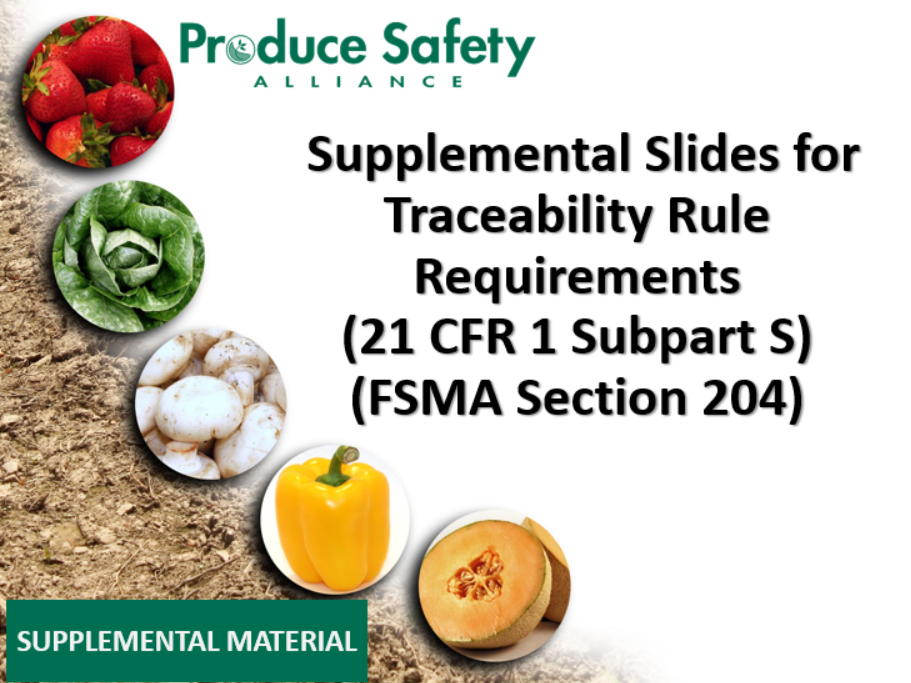 Produce Safety
ALLIANCE
Supplemental Slides for
Traceability Rule
Requirements
(21 CFR 1 Subpart S)
(FSMA Section 204)
SUPPLEMENTAL MATERIAL